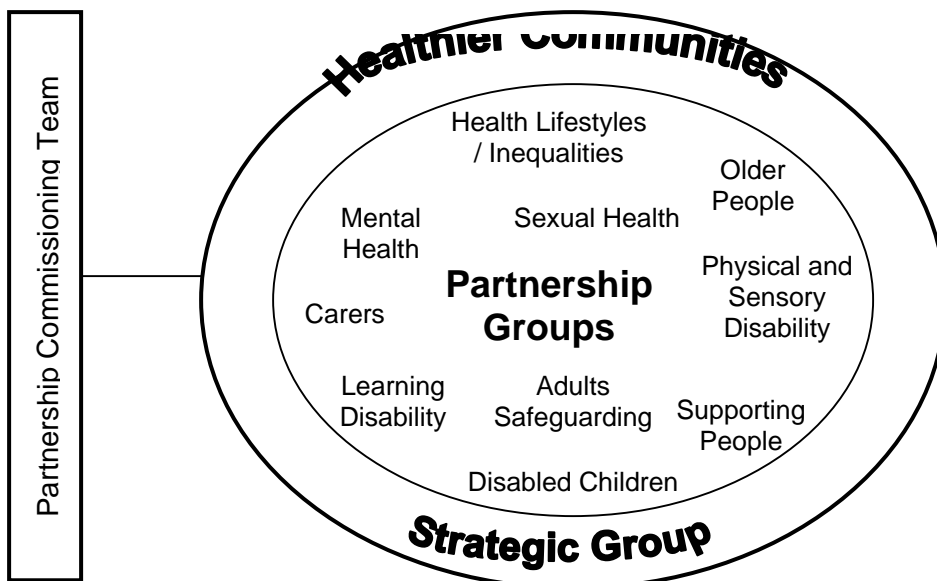 Partnership Commissioning Team
Healthier Communities
Health Lifestyles
/ Inequalities
Older
People
Mental
Health
Sexual Health
Physical and
Sensory
Disability
Partnership
Groups
Carers
Learning
Disability
Adults
Safeguarding
Supporting
People
Disabled Children
Strategic Group